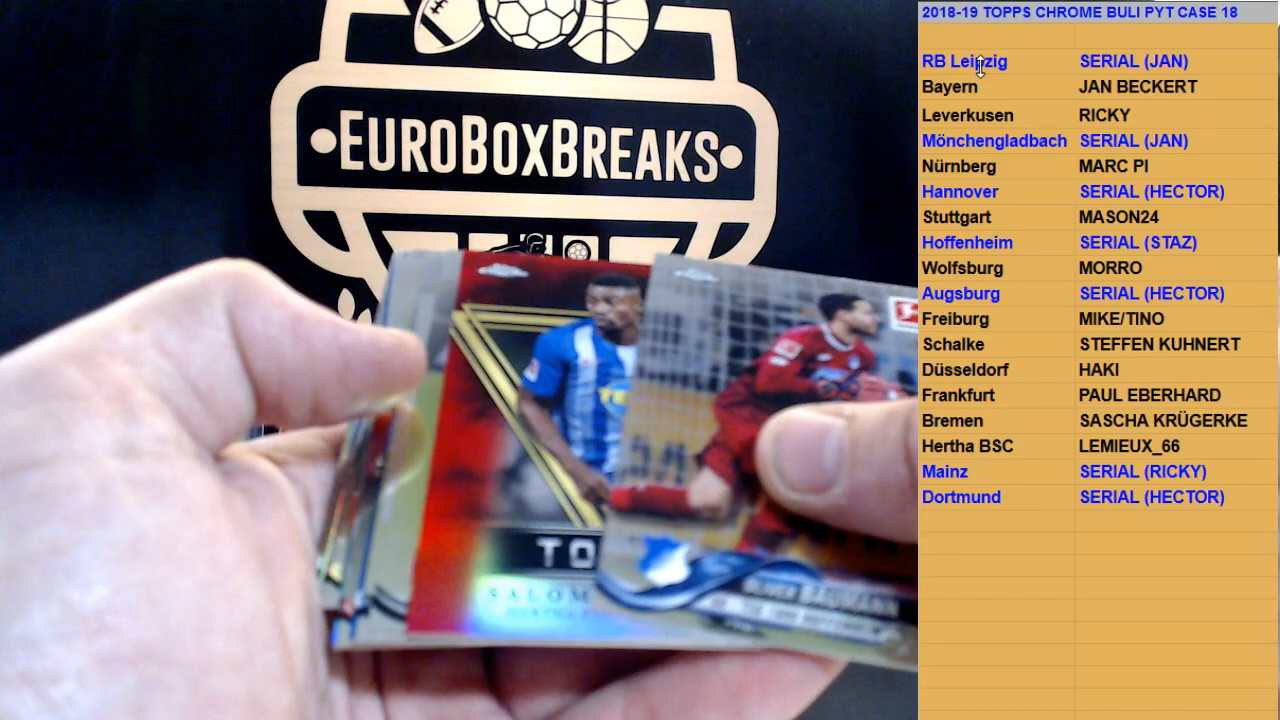 EUROBOXBREAKS
TO
SALOM
BAUMANN
2018-19 TOPPS CHROME BULI PYT CASE 18
RB Leipzig SERIAL (JAN)
Bayern JAN BECKERT
Leverkusen RICKY
Mönchengladbach SERIAL (JAN)
Nürnberg MARC PI
Hannover SERIAL (HECTOR)
Stuttgart MASON24
Hoffenheim SERIAL (STAZ)
Wolfsburg MORRO
Augsburg SERIAL (HECTOR)
Freiburg MIKE/TINO
Schalke STEFFEN KUHNERT
Düsseldorf HAKI
Frankfurt PAUL EBERHARD
Bremen SASCHA KRÜGERKE
Hertha BSC LEMIEUX_66
Mainz SERIAL (RICKY)
Dortmund SERIAL (HECTOR)